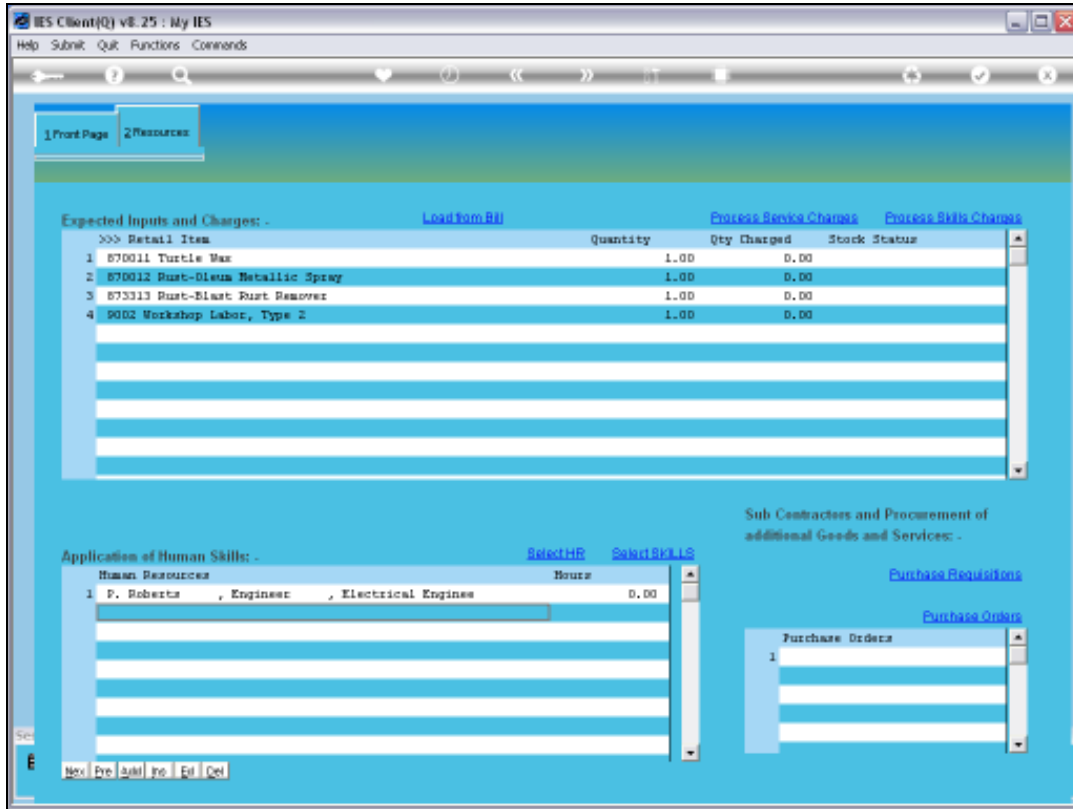 IES Client(Q) v8.25 : My IES
Help Submit Quit Functions Commands
1 Front Page 2 Resources
Expected Inputs and Charges: - Load from Bill Process Service Charges Process Skills Charges
>>> Retail Item Quantity Qty Charged Stock Status
1 870011 Turtle Wax 1.00 0.00
2 870012 Rust-Oleum Metallic Spray 1.00 0.00
3 873313 Rust-Blast Rust Remover 1.00 0.00
4 9002 Workshop Labor, Type 2 1.00 0.00
Sub Contractors and Procurement of
additional Goods and Services: -
Application of Human Skills: - Select HR Select SKILLS
Human Resources Hours
Purchase Requisitions
1 P. Roberts , Engineer , Electrical Enginee 0.00
Purchase Orders
Purchase Orders
1
Nex Pre Add Ins Ed Del